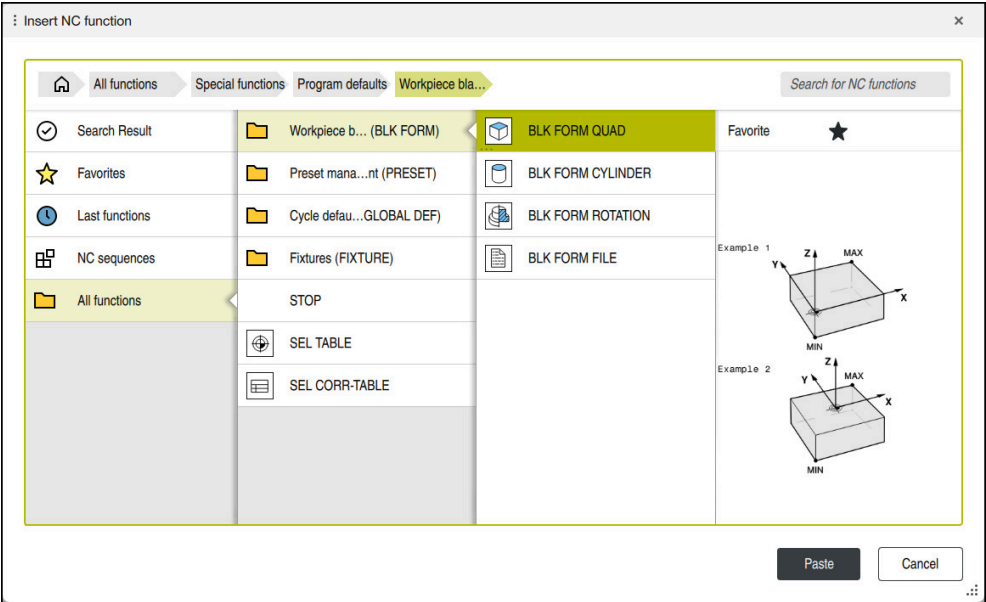 Insert NC function
All functions
Special functions
Program defaults
Workpiece bla...
Search for NC functions
Search Result
Favorites
Last functions
NC sequences
All functions
Workpiece b... (BLK FORM)
Preset mana...nt (PRESET)
Cycle defau...GLOBAL DEF)
Fixtures (FIXTURE)
STOP
SEL TABLE
SEL CORR-TABLE
BLK FORM QUAD
BLK FORM CYLINDER
BLK FORM ROTATION
BLK FORM FILE
Favorite
Example 1
Z
MAX
Y
X
MIN
Example 2
Z
MAX
Y
X
MIN
Paste
Cancel